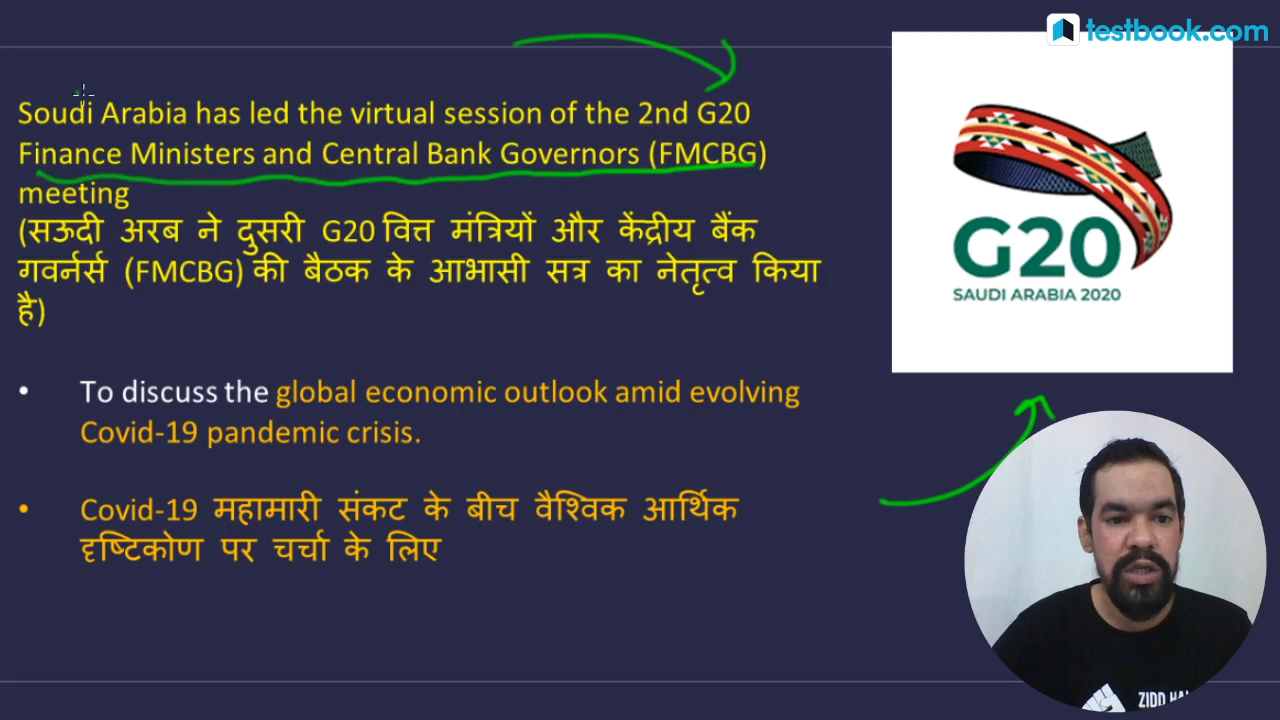 testbook.com
Soudi Arabia has led the virtual session of the 2nd G20
Finance Ministers and Central Bank Governors (FMCBG)
meeting
(सऊदी अरब ने दुसरी G20 वित्त मंत्रियों और केंद्रीय बैंक
गवर्नर्स (FMCBG) की बैठक के आभासी सत्र का नेतृत्व किया
है)
G20
SAUDI ARABIA 2020
• To discuss the global economic outlook amid evolving
Covid-19 pandemic crisis.
• Covid-19 महामारी संकट के बीच वैश्विक आर्थिक
दृष्टिकोण पर चर्चा के लिए
ZIDD